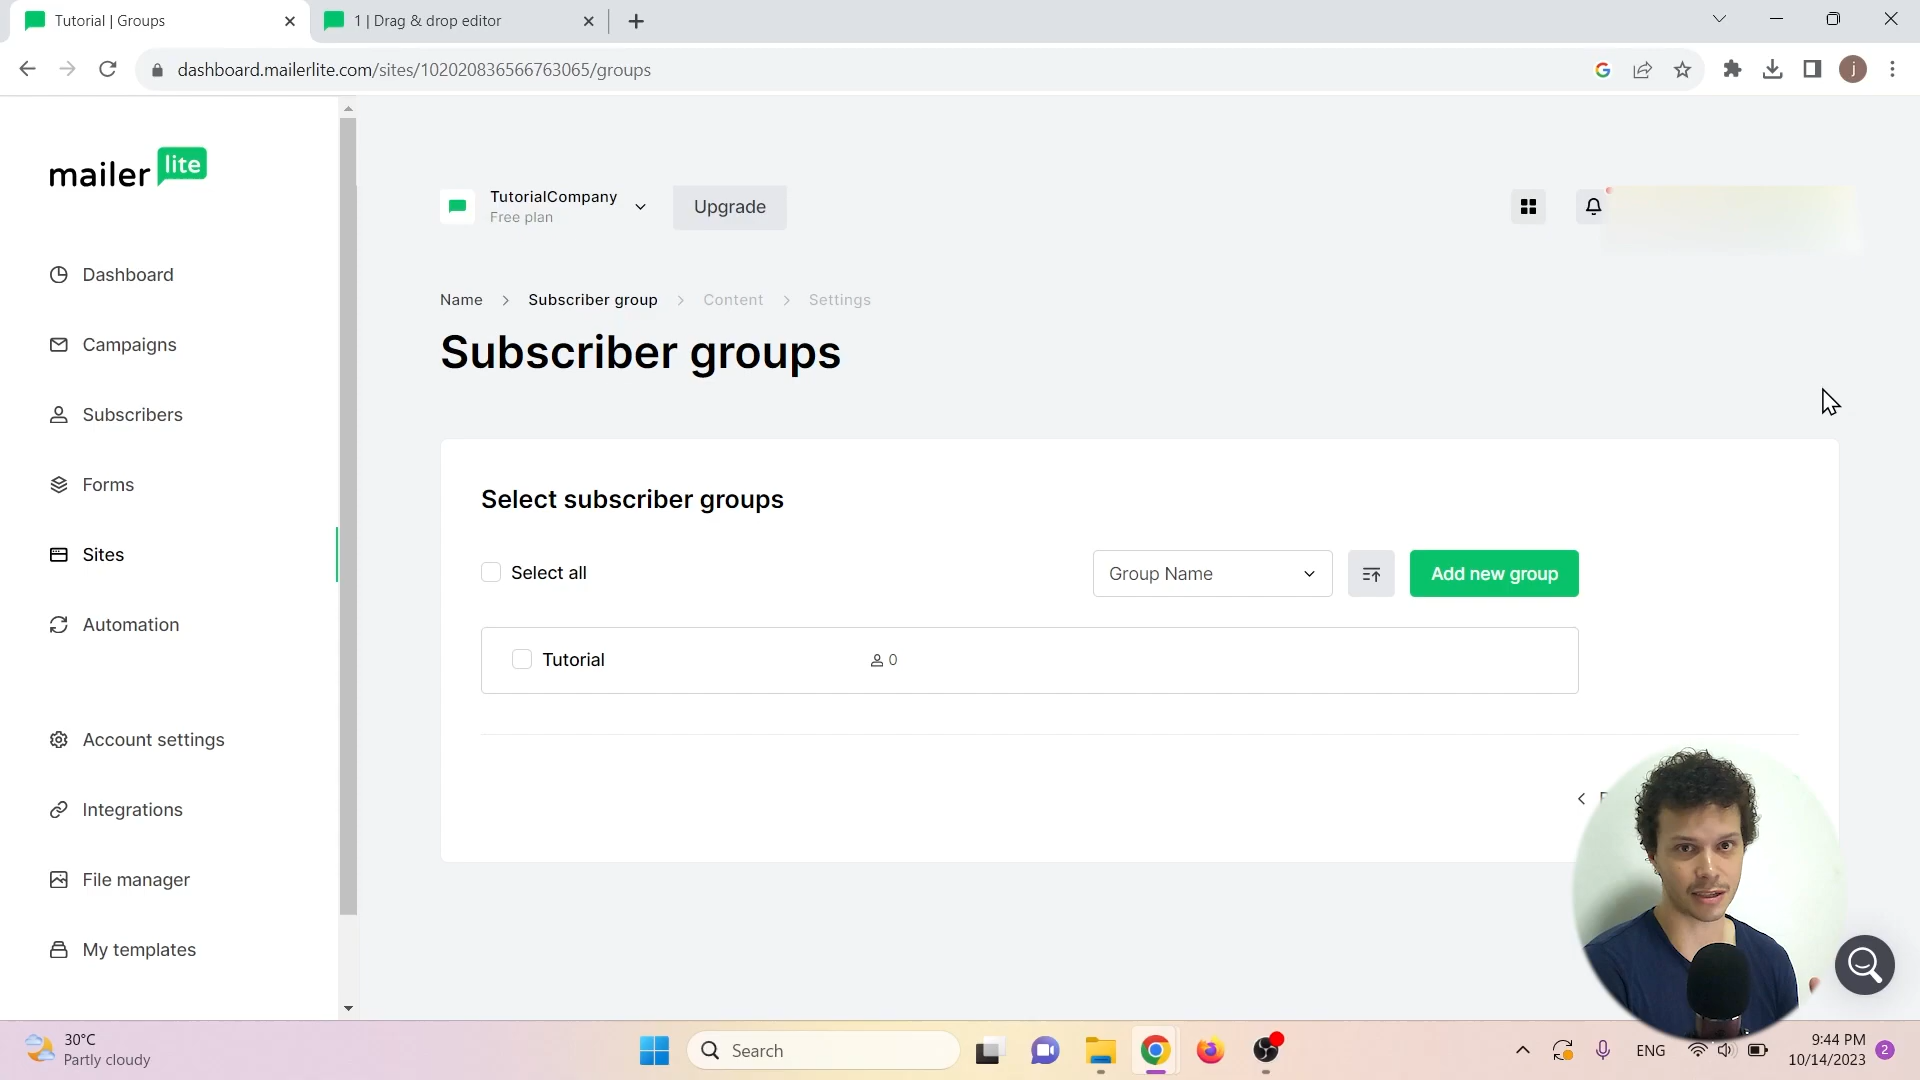 Tutorial | Groups
1 | Drag & drop editor
dashboard.mailerlite.com/sites/102020836566763065/groups
j
mailer lite
TutorialCompany
Free plan
Upgrade
Dashboard
Campaigns
Subscribers
Forms
Sites
Automation
Account settings
Integrations
File manager
My templates
Name > Subscriber group > Content > Settings
Subscriber groups
Select subscriber groups
Select all
Group Name
Add new group
Tutorial
0
30°C
Partly cloudy
Search
ENG
9:44 PM
10/14/2023
2